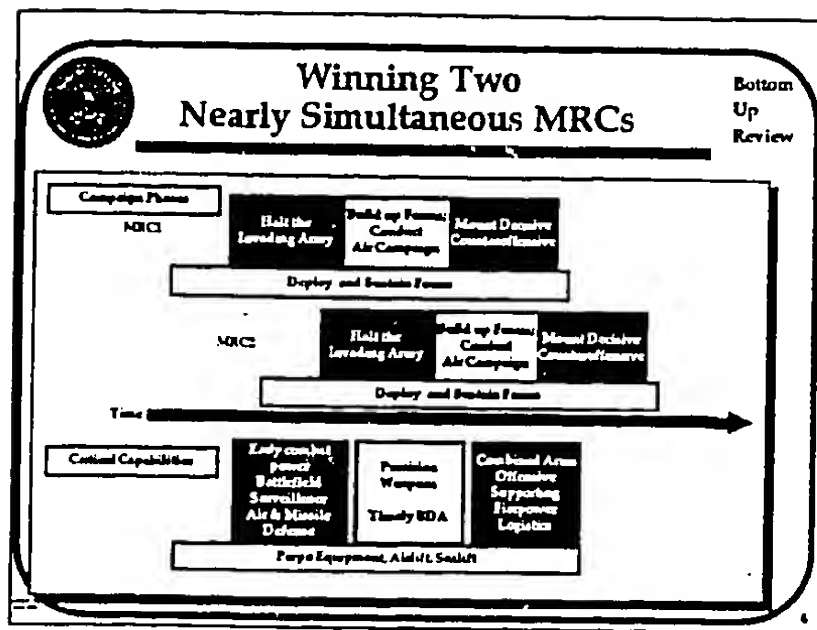 Winning Two
Nearly Simultaneous MRCs
Bottom
Up
Review
Campaign Phases
MRC1
Halt the
Invading Army
Build up Forces;
Conduct
Air Campaign
Mount Decisive
Counteroffensive
Deploy and Sustain Forces
MRC2
Halt the
Invading Army
Build up Forces;
Conduct
Air Campaign
Mount Decisive
Counteroffensive
Deploy and Sustain Forces
Time
Critical Capabilities
Early combat
power
Battlefield
Surveillance
Air & Missile
Defense
Precision
Weapons
Timely BDA
Combined Arms
Offensive
Supporting
Firepower
Logistics
Prepo Equipment, Airlift, Sealift